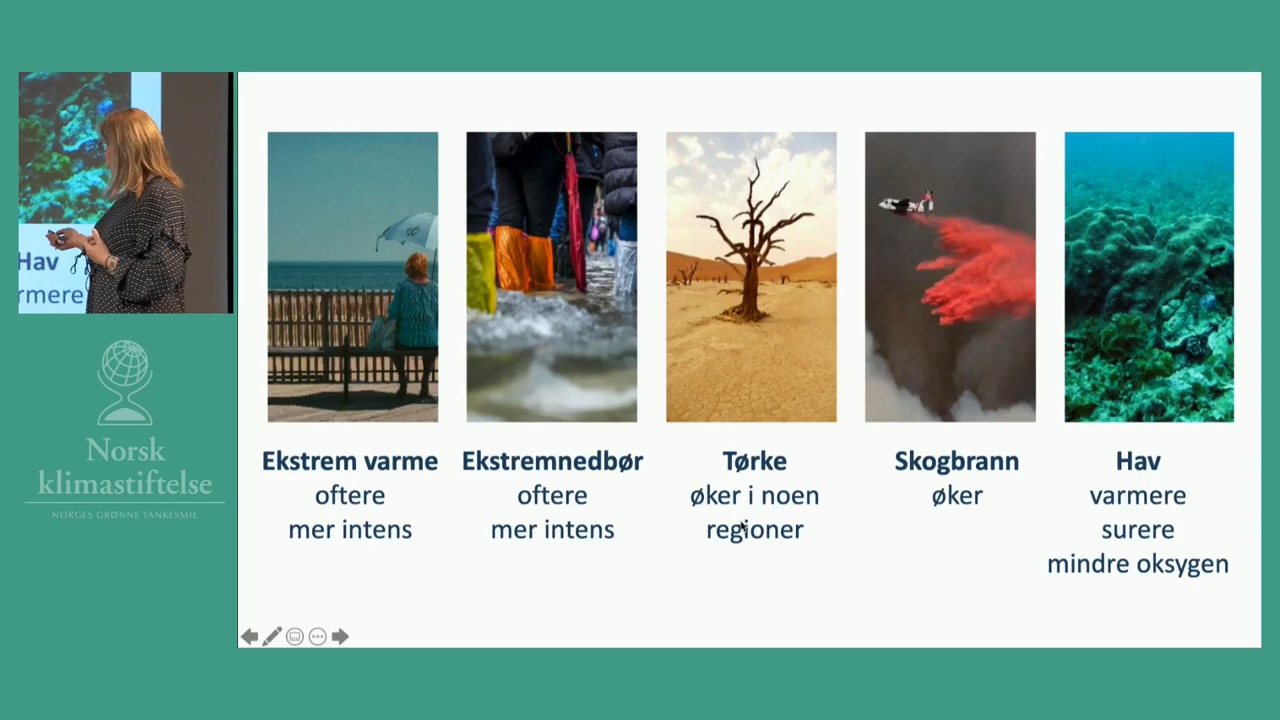 Hav
rmere
Norsk
klimastiftelse
NORGES GRØNNE TANKESMIE
Ekstrem varme
oftere
mer intens
Ekstremnedbør
oftere
mer intens
Tørke
øker i noen
regioner
Skogbrann
øker
Hav
varmere
surere
mindre oksygen